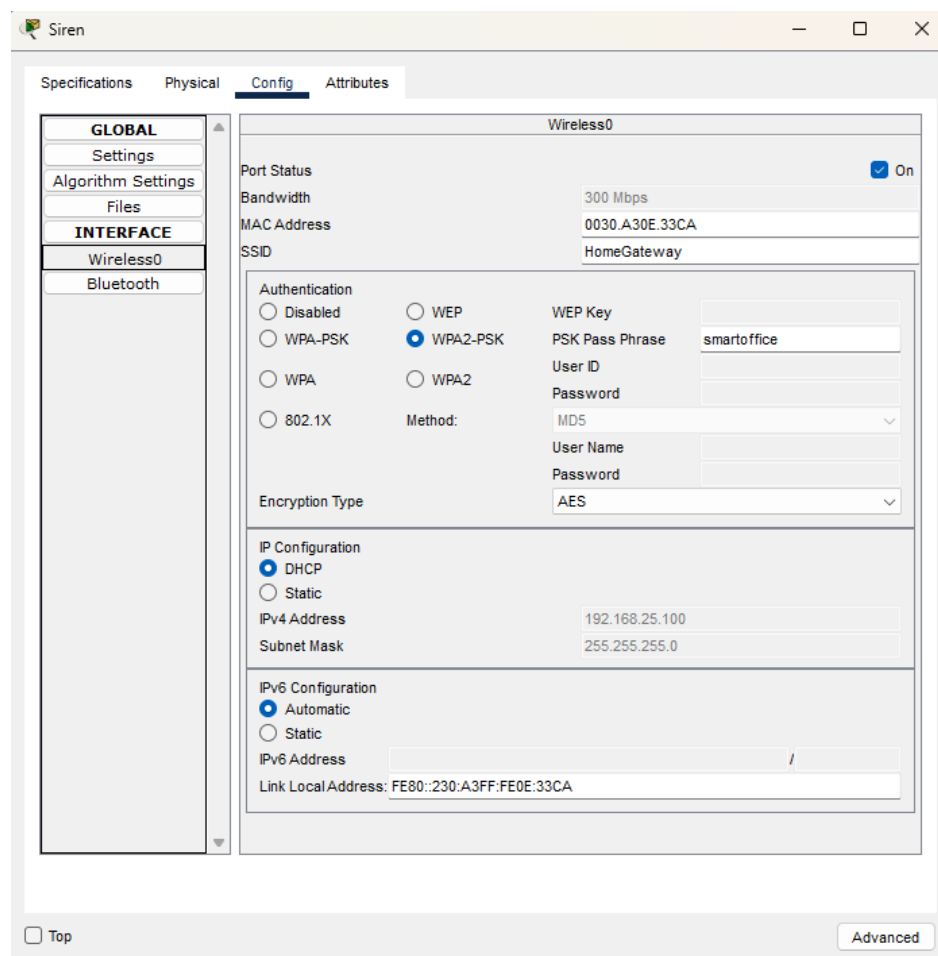 Siren
Specifications Physical Config Attributes
GLOBAL
Settings
Algorithm Settings
Files
INTERFACE
Wireless0
Bluetooth
Wireless0
Port Status On
Bandwidth 300 Mbps
MAC Address 0030.A30E.33CA
SSID HomeGateway
Authentication
Disabled WEP WEP Key
WPA-PSK WPA2-PSK PSK Pass Phrase smartoffice
User ID
WPA WPA2
Password
802.1X Method: MD5
User Name
Password
Encryption Type AES
IP Configuration
DHCP
Static
IPv4 Address 192.168.25.100
Subnet Mask 255.255.255.0
IPv6 Configuration
Automatic
Static
IPv6 Address /
Link Local Address: FE80::230:A3FF:FE0E:33CA
Top Advanced